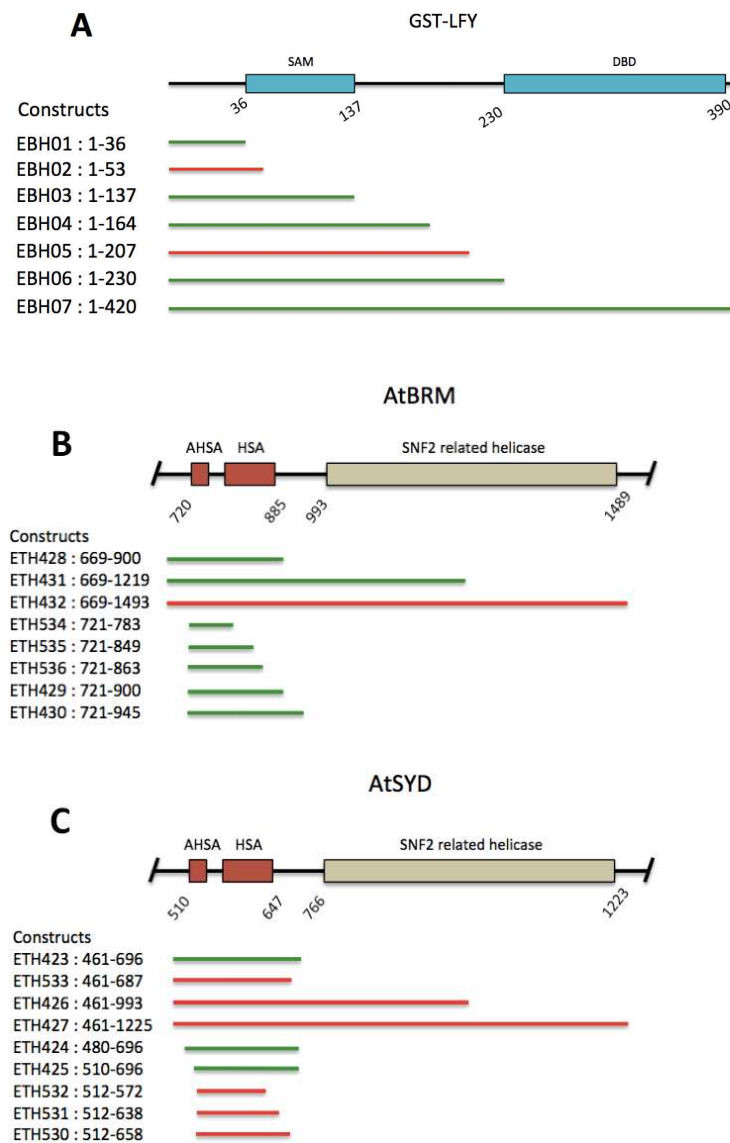 A
GST-LFY
SAM DBD
36 137 230 390
Constructs
EBH01 : 1-36
EBH02 : 1-53
EBH03 : 1-137
EBH04 : 1-164
EBH05 : 1-207
EBH06 : 1-230
EBH07 : 1-420
AtBRM
B
AHSA HSA SNF2 related helicase
720 885 993 1489
Constructs
ETH428 : 669-900
ETH431 : 669-1219
ETH432 : 669-1493
ETH534 : 721-783
ETH535 : 721-849
ETH536 : 721-863
ETH429 : 721-900
ETH430 : 721-945
AtSYD
C
AHSA HSA SNF2 related helicase
510 647 766 1223
Constructs
ETH423 : 461-696
ETH533 : 461-687
ETH426 : 461-993
ETH427 : 461-1225
ETH424 : 480-696
ETH425 : 510-696
ETH532 : 512-572
ETH531 : 512-638
ETH530 : 512-658